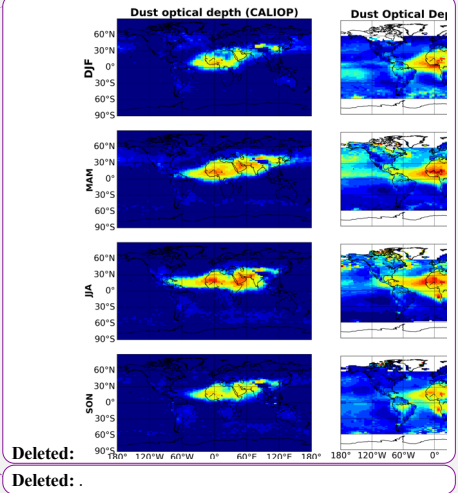 Dust optical depth (CALIOP) Dust Optical Dep
60°N
30°N
DJF
0°
30°S
60°S
90°S
60°N
30°N
MAM
0°
30°S
60°S
90°S
60°N
30°N
JJA
0°
30°S
60°S
90°S
60°N
30°N
SON
0°
30°S
60°S
90°S
180° 120°W 60°W 0° 60°E 120°E 180° 180° 120°W 60°W 0°
Deleted:
Deleted: .